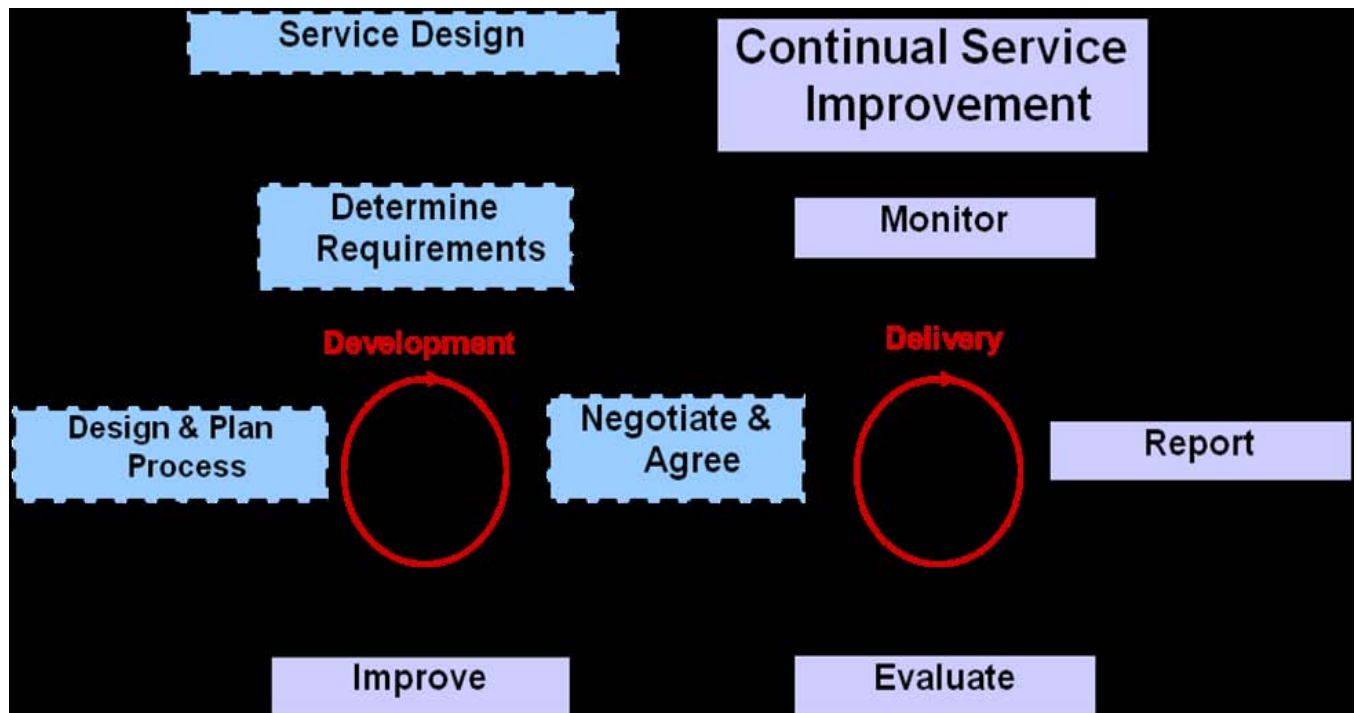 Service Design
Continual Service
Improvement
Determine
Requirements
Monitor
Development
Delivery
Design & Plan
Process
Negotiate &
Agree
Report
Improve
Evaluate